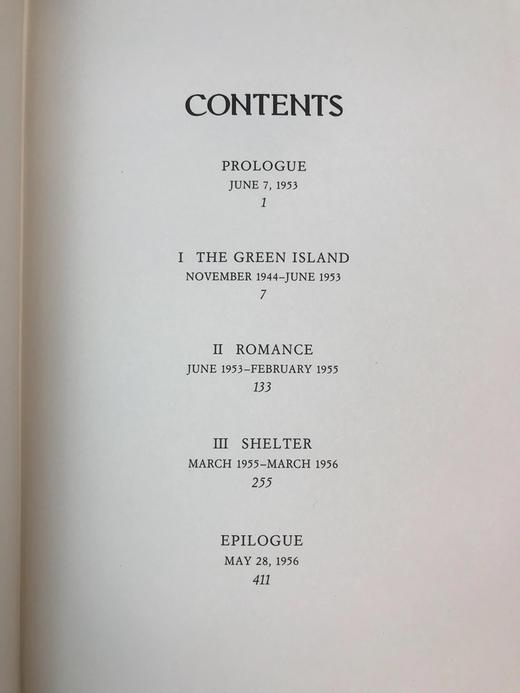 CONTENTS
PROLOGUE
JUNE 7, 1953
1
I THE GREEN ISLAND
NOVEMBER 1944–JUNE 1953
7
II ROMANCE
JUNE 1953–FEBRUARY 1955
133
III SHELTER
MARCH 1955–MARCH 1956
255
EPILOGUE
MAY 28, 1956
411